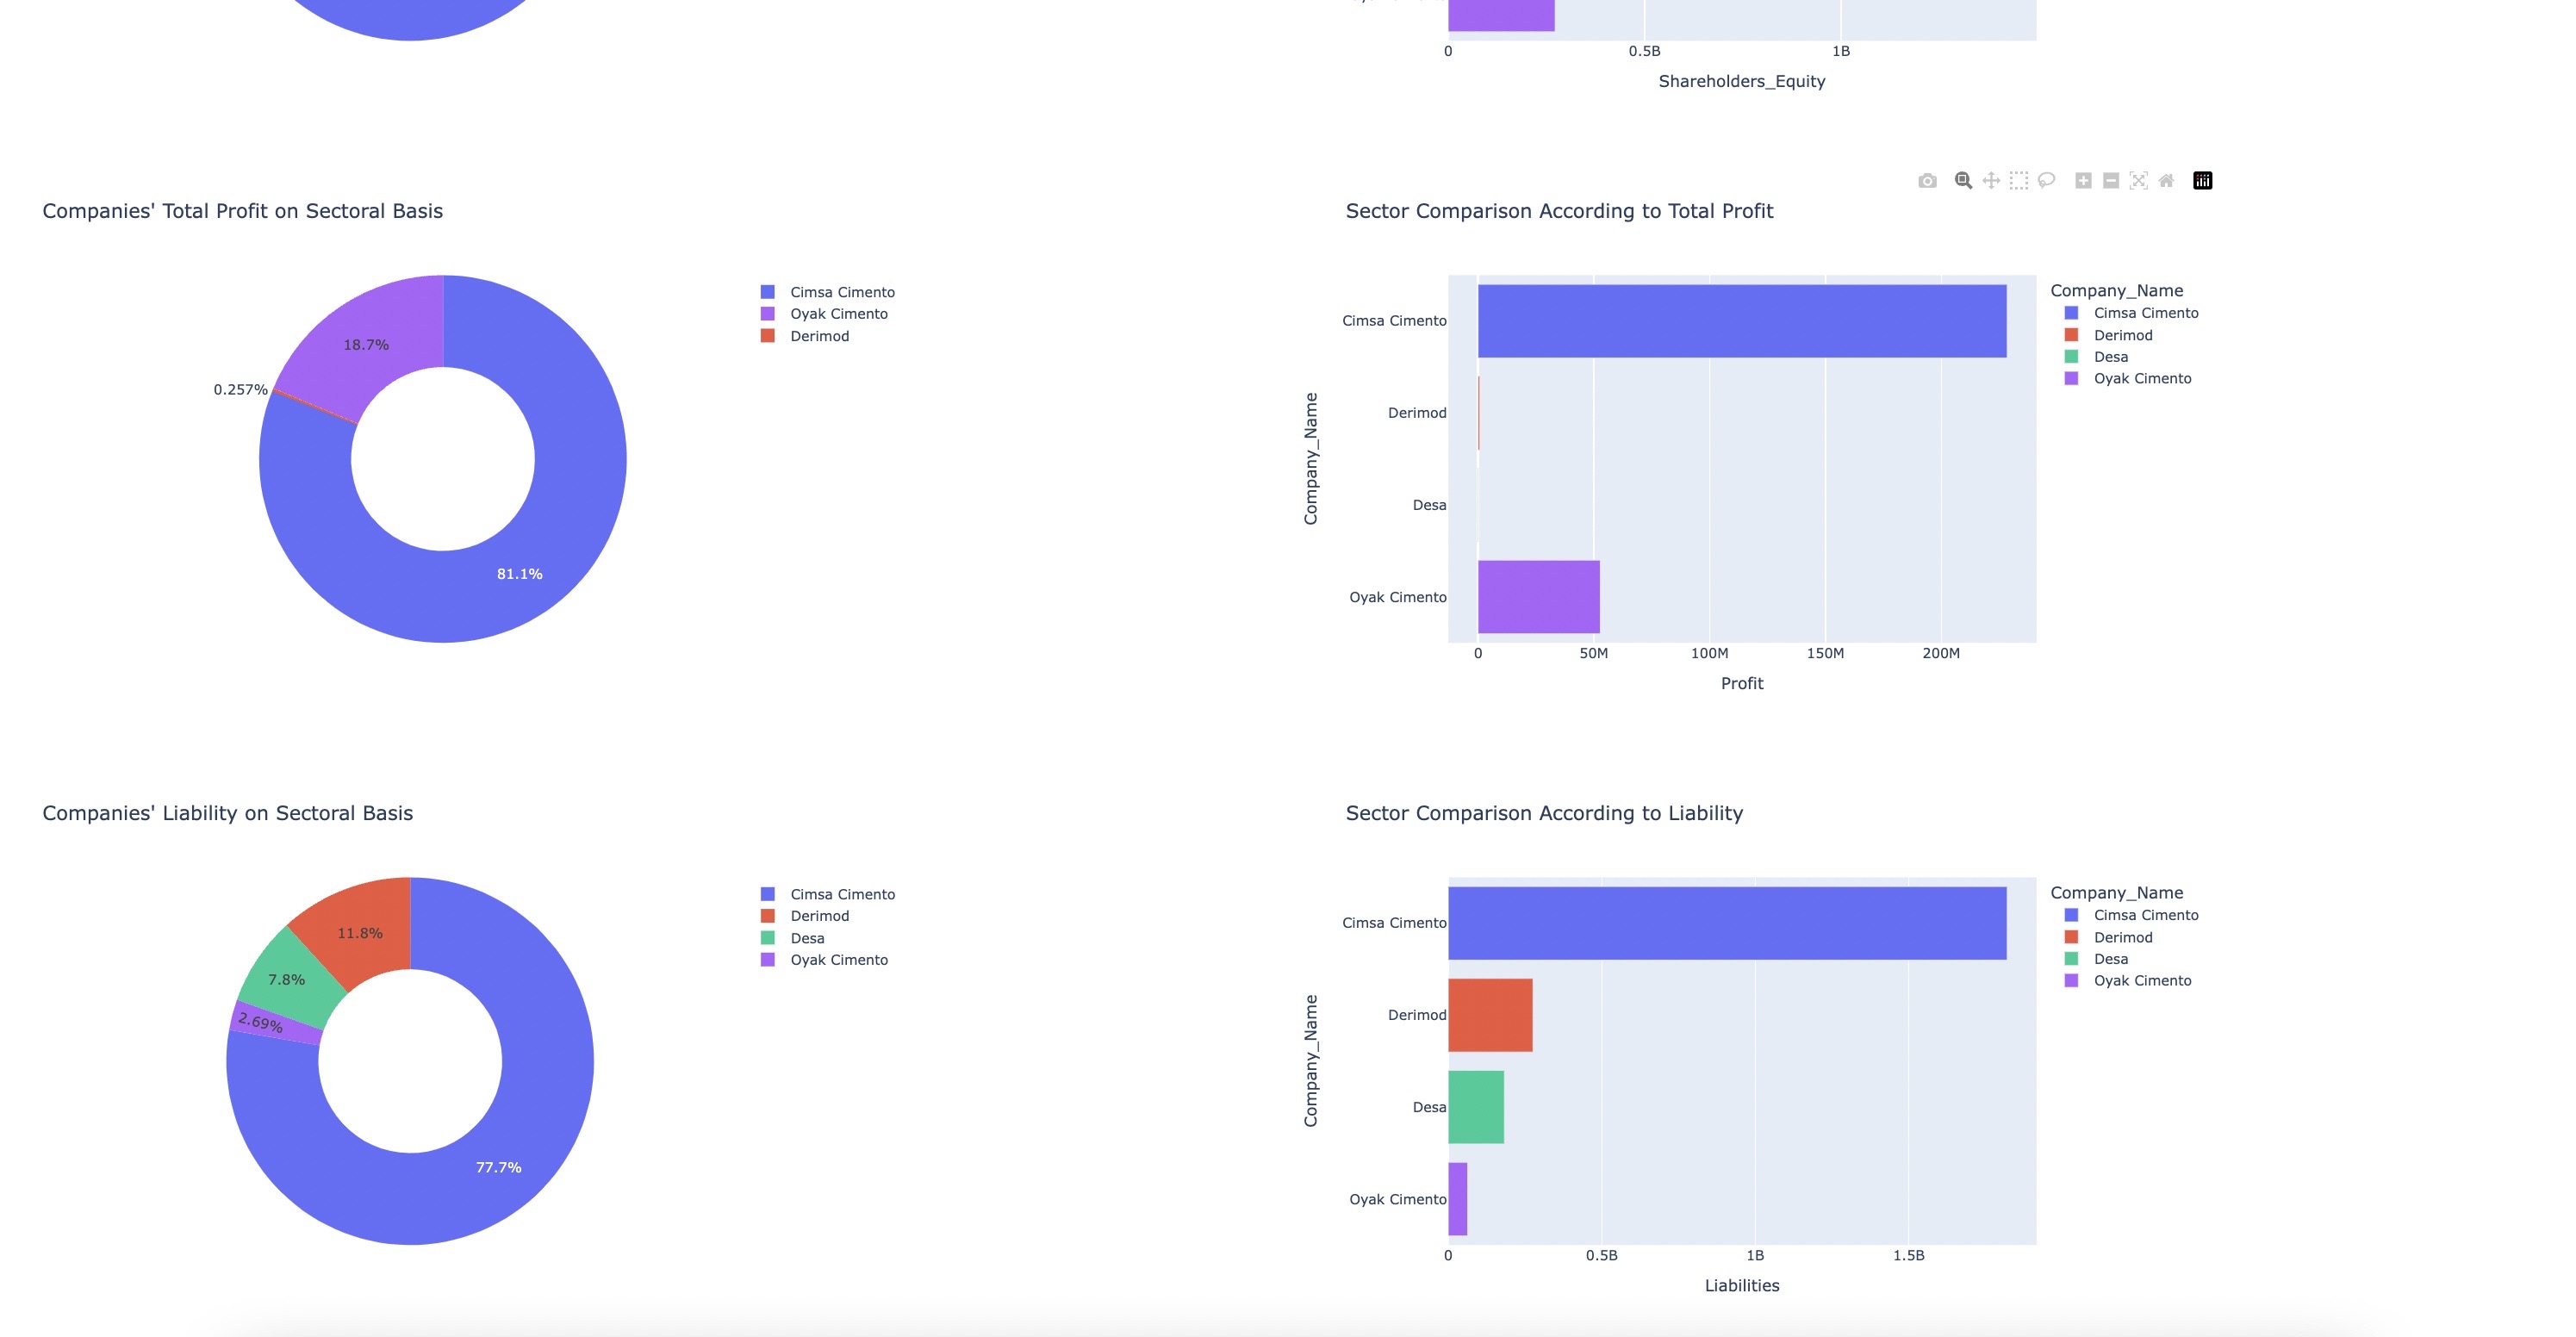 0 0.5B 1B
Shareholders_Equity
Companies' Total Profit on Sectoral Basis
Cimsa Cimento
Oyak Cimento
Derimod
18.7%
0.257%
81.1%
Sector Comparison According to Total Profit
Company_Name
Cimsa Cimento
Derimod
Desa
Oyak Cimento
Company_Name
Cimsa Cimento
Derimod
Desa
Oyak Cimento
0 50M 100M 150M 200M
Profit
Companies' Liability on Sectoral Basis
Cimsa Cimento
Derimod
Desa
Oyak Cimento
11.8%
7.8%
2.69%
77.7%
Sector Comparison According to Liability
Company_Name
Cimsa Cimento
Derimod
Desa
Oyak Cimento
Company_Name
Cimsa Cimento
Derimod
Desa
Oyak Cimento
0 0.5B 1B 1.5B
Liabilities